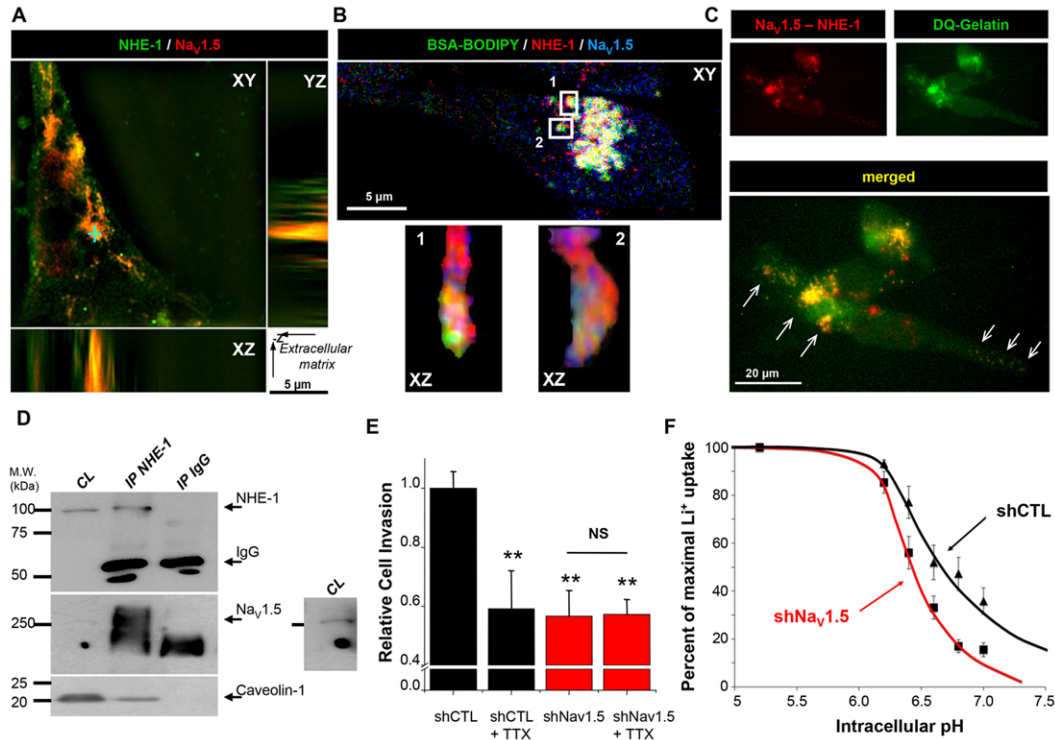 A
NHE-1 / NaV1.5
XY
YZ
XZ
-Z
Extracellular
matrix
5 µm
B
BSA-BODIPY / NHE-1 / NaV1.5
XY
1
2
5 µm
1
XZ
2
XZ
C
NaV1.5 – NHE-1
DQ-Gelatin
merged
20 µm
D
M.W.
(kDa)
CL
IP NHE-1
IP IgG
100
75
50
250
25
20
NHE-1
IgG
NaV1.5
Caveolin-1
CL
E
Relative Cell Invasion
1.0
0.8
0.6
0.4
0.0
**
**
**
NS
shCTL
shCTL
+ TTX
shNav1.5
shNav1.5
+ TTX
F
Percent of maximal Li+ uptake
100
80
60
40
20
0
shCTL
shNaV1.5
5
5.5
6.0
6.5
7.0
7.5
Intracellular pH